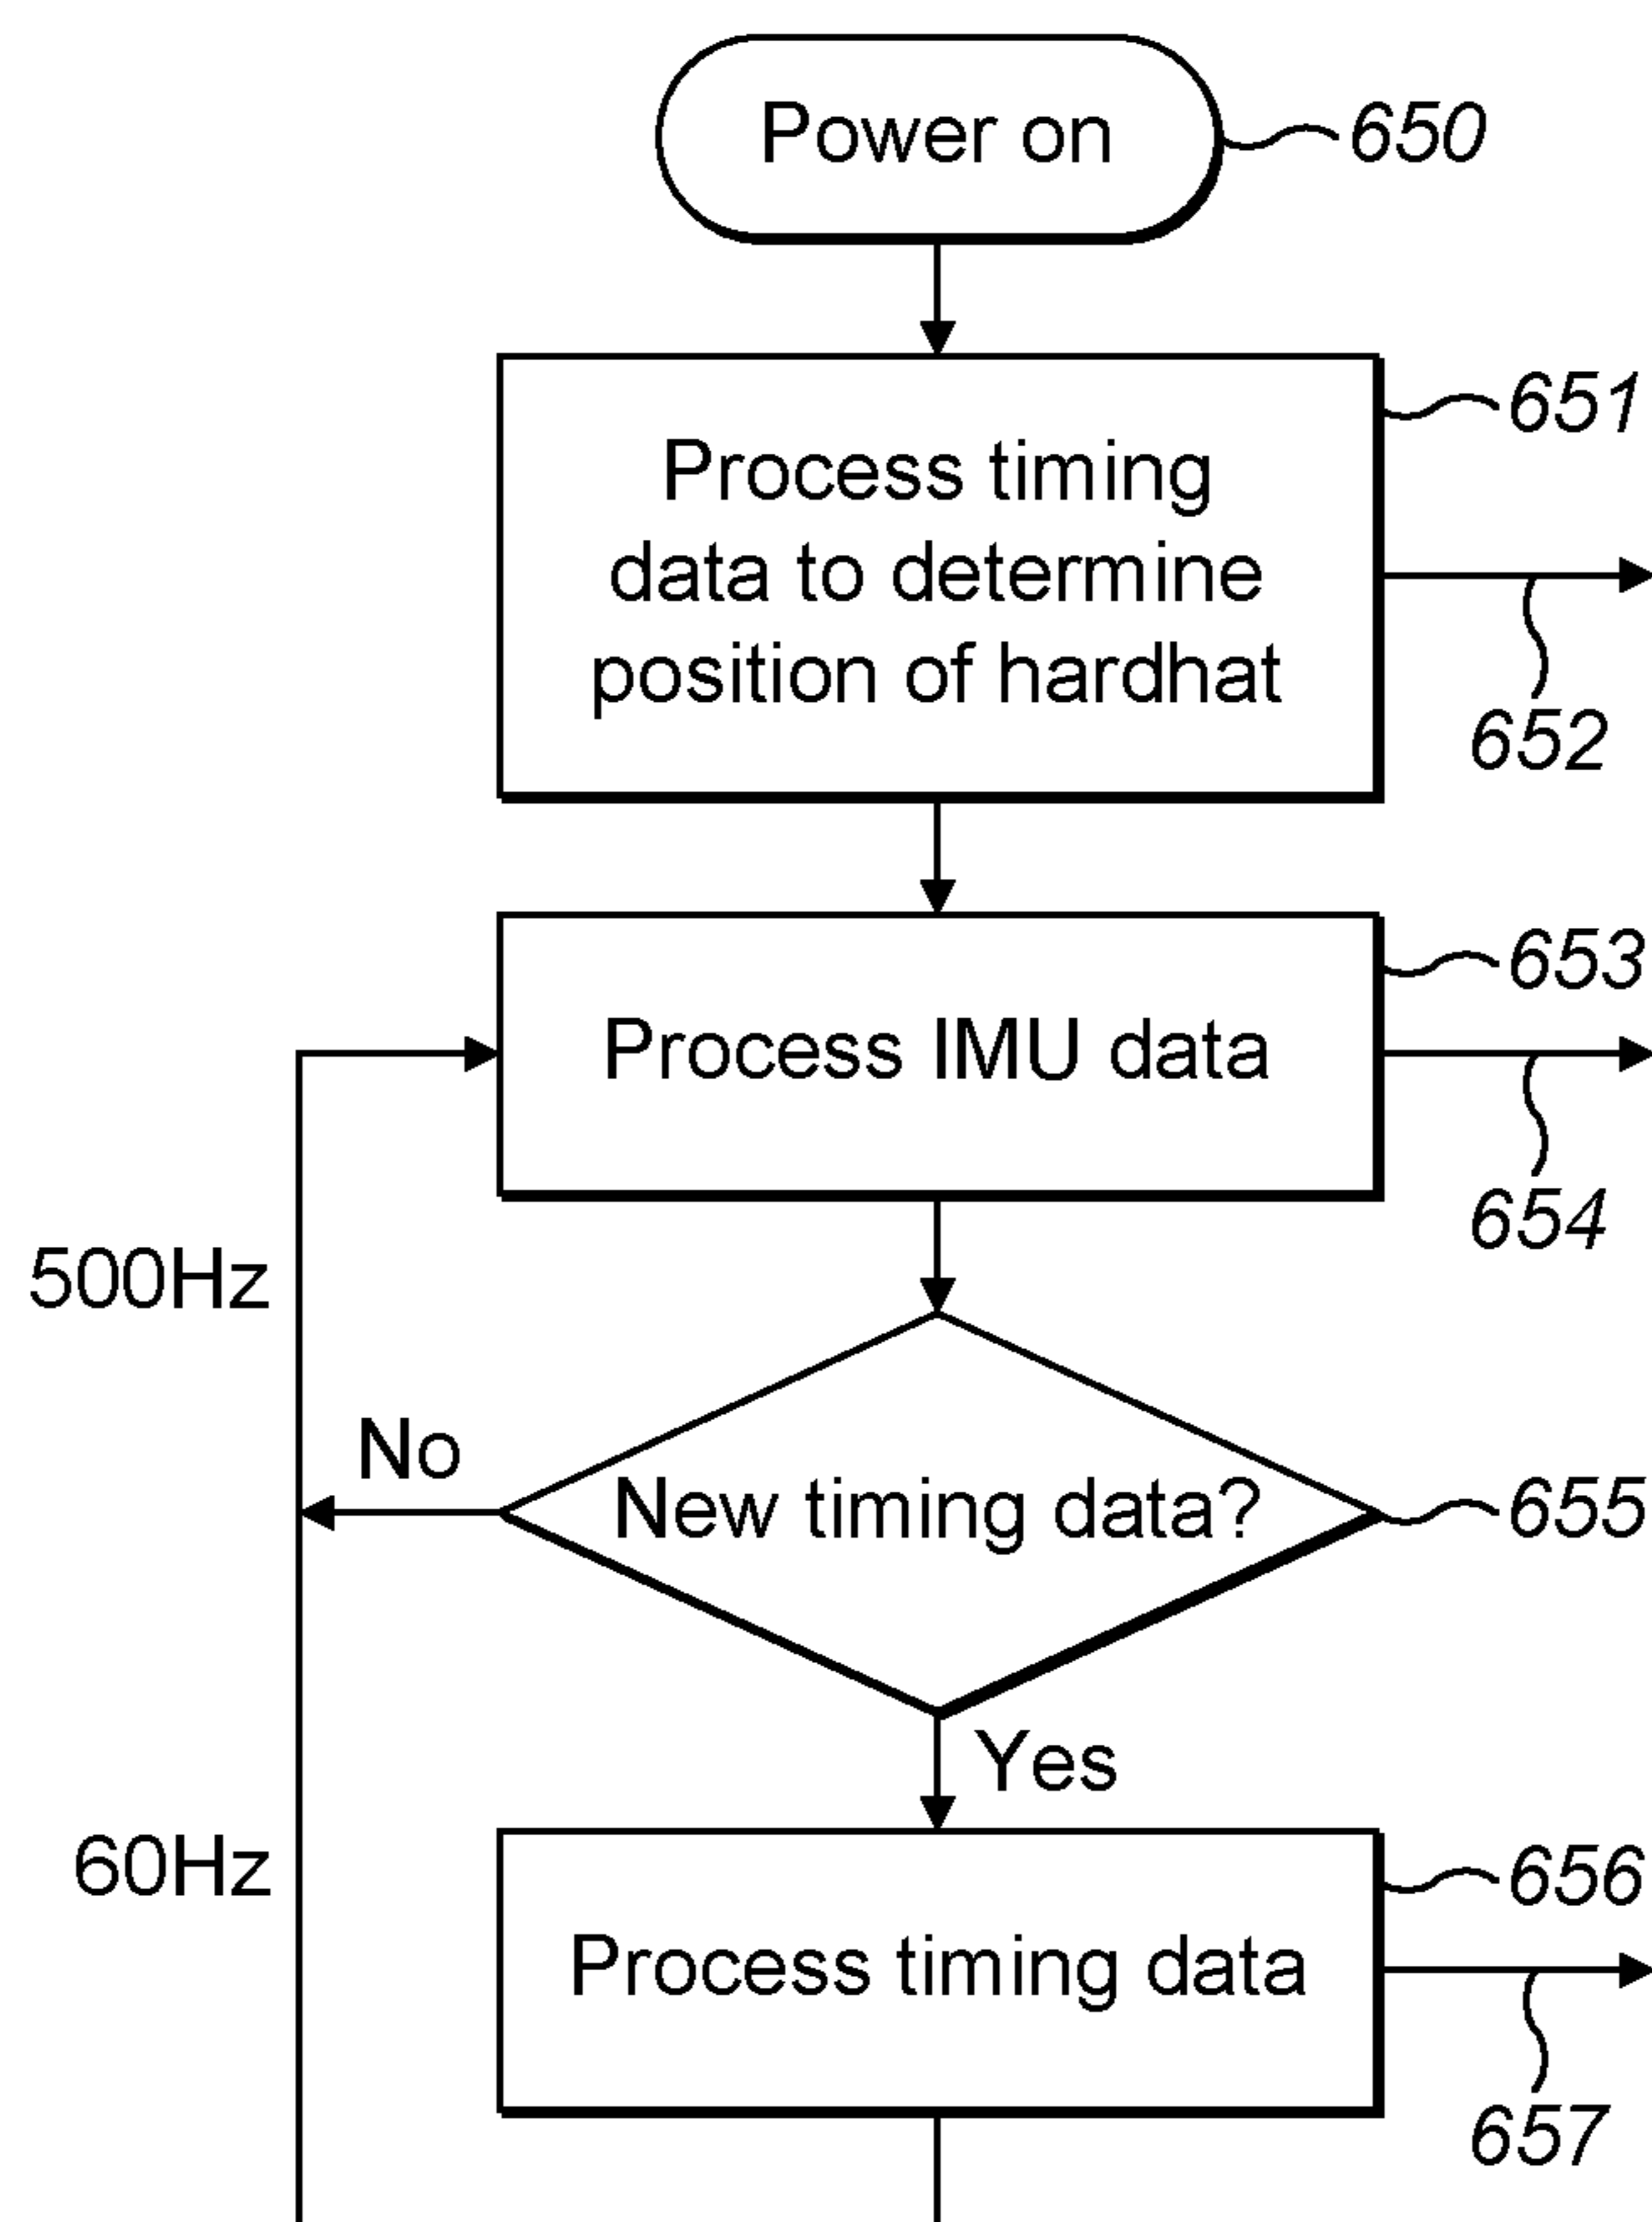 Power on
650
651
Process timing
data to determine
position of hardhat
652
653
Process IMU data
654
500Hz
No
New timing data?
655
Yes
60Hz
656
Process timing data
657